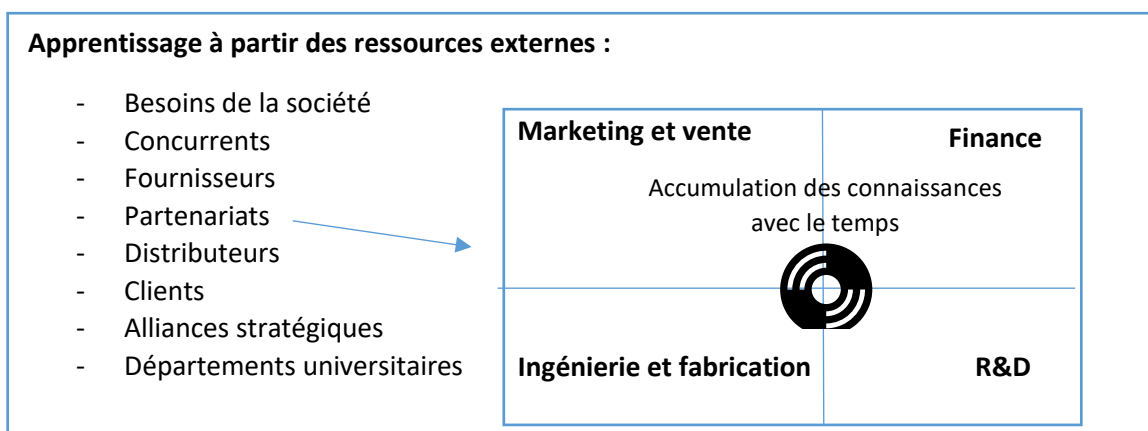 Apprentissage à partir des ressources externes :
- Besoins de la société
- Concurrents
- Fournisseurs
- Partenariats
- Distributeurs
- Clients
- Alliances stratégiques
- Départements universitaires
Marketing et vente
Finance
Accumulation des connaissances
avec le temps
Ingénierie et fabrication
R&D